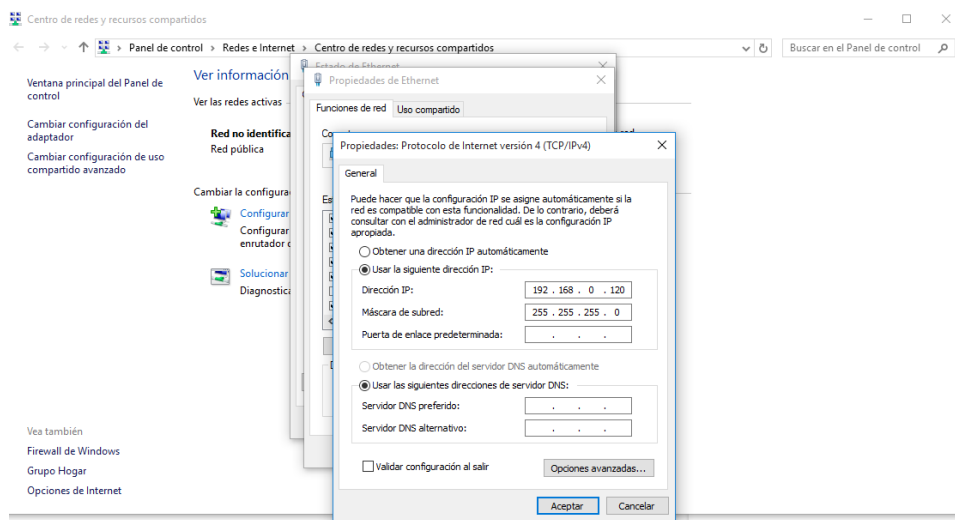 Centro de redes y recursos compartidos
Panel de control > Redes e Internet > Centro de redes y recursos compartidos
Buscar en el Panel de control
Ventana principal del Panel de
control
Cambiar configuración del
adaptador
Cambiar configuración de uso
compartido avanzado
Vea también
Firewall de Windows
Grupo Hogar
Opciones de Internet
Ver información
Ver las redes activas
Red no identifica
Red pública
Cambiar la configura
Configurar
Configurar
enrutador
Solucionar
Diagnostica
Estado de Ethernet
Propiedades de Ethernet
Funciones de red
Uso compartido
Propiedades: Protocolo de Internet versión 4 (TCP/IPv4)
General
Puede hacer que la configuración IP se asigne automáticamente si la
red es compatible con esta funcionalidad. De lo contrario, deberá
consultar con el administrador de red cuál es la configuración IP
apropiada.
Obtener una dirección IP automáticamente
Usar la siguiente dirección IP:
Dirección IP: 192 . 168 . 0 . 120
Máscara de subred: 255 . 255 . 255 . 0
Puerta de enlace predeterminada: . . .
Obtener la dirección del servidor DNS automáticamente
Usar las siguientes direcciones de servidor DNS:
Servidor DNS preferido: . . .
Servidor DNS alternativo: . . .
Validar configuración al salir
Opciones avanzadas...
Aceptar
Cancelar